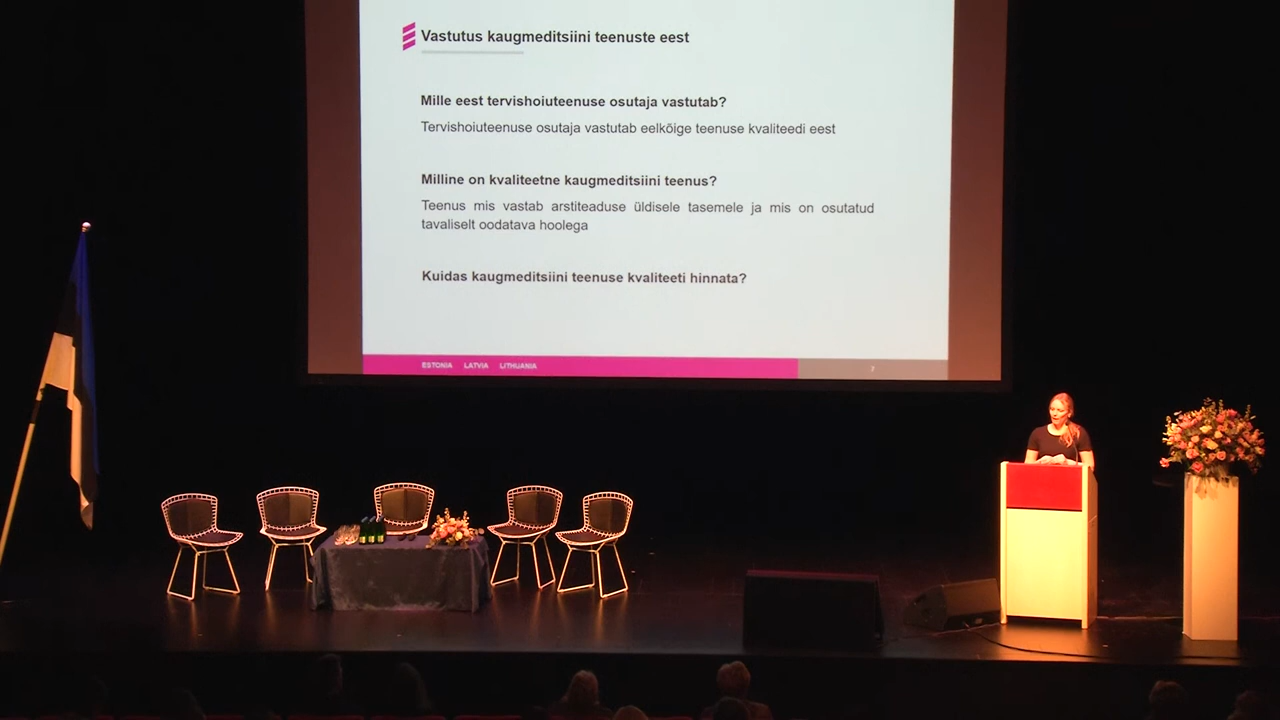 Vastutus kaugmeditsiini teenuste eest
Mille eest tervishoiuteenuse osutaja vastutab?
Tervishoiuteenuse osutaja vastutab eelkõige teenuse kvaliteedi eest
Milline on kvaliteetne kaugmeditsiini teenus?
Teenus mis vastab arstiteaduse üldisele tasemele ja mis on osutatud
tavaliselt oodatava hoolega
Kuidas kaugmeditsiini teenuse kvaliteeti hinnata?
ESTONIA LATVIA LITHUANIA 7